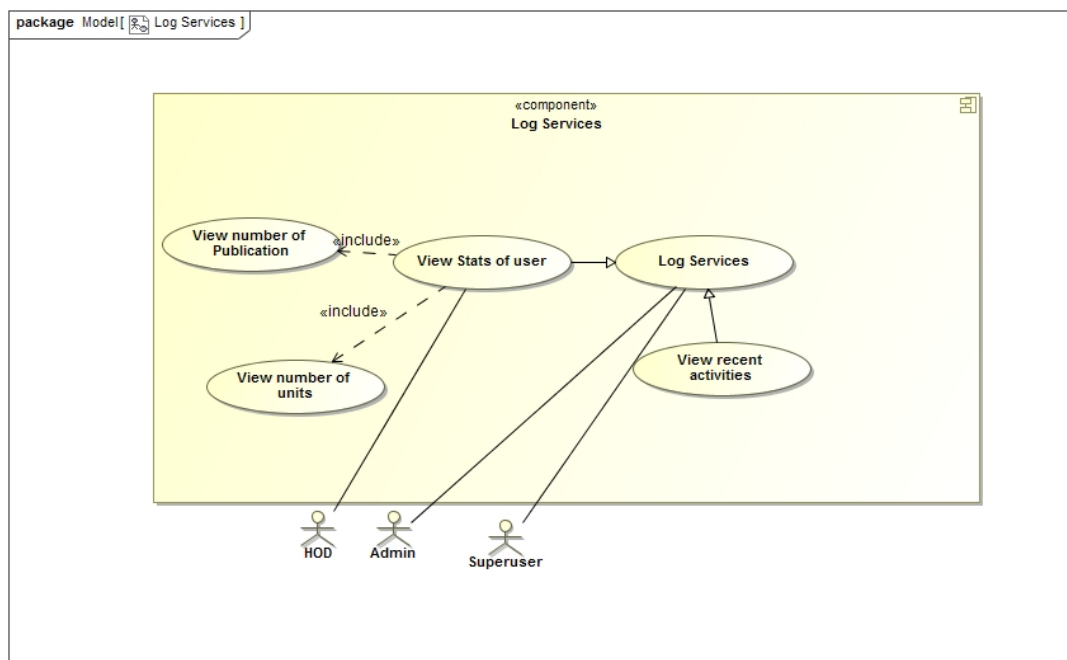 package Model[ Log Services ]
«component»
Log Services
View number of
Publication
«include»
View Stats of user
Log Services
«include»
View recent
activities
View number of
units
HOD
Admin
Superuser